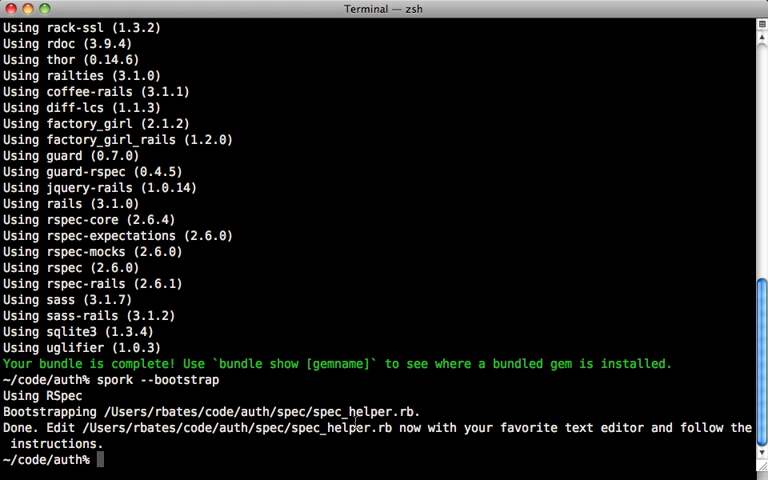 Terminal — zsh
Using rack-ssl (1.3.2)
Using rdoc (3.9.4)
Using thor (0.14.6)
Using railties (3.1.0)
Using coffee-rails (3.1.1)
Using diff-lcs (1.1.3)
Using factory_girl (2.1.2)
Using factory_girl_rails (1.2.0)
Using guard (0.7.0)
Using guard-rspec (0.4.5)
Using jquery-rails (1.0.14)
Using rails (3.1.0)
Using rspec-core (2.6.4)
Using rspec-expectations (2.6.0)
Using rspec-mocks (2.6.0)
Using rspec (2.6.0)
Using rspec-rails (2.6.1)
Using sass (3.1.7)
Using sass-rails (3.1.2)
Using sqlite3 (1.3.4)
Using uglifier (1.0.3)
Your bundle is complete! Use `bundle show [gemname]` to see where a bundled gem is installed.
~/code/auth% spork --bootstrap
Using RSpec
Bootstrapping /Users/rbates/code/auth/spec/spec_helper.rb.
Done. Edit /Users/rbates/code/auth/spec/spec_helper.rb now with your favorite text editor and follow the
instructions.
~/code/auth%